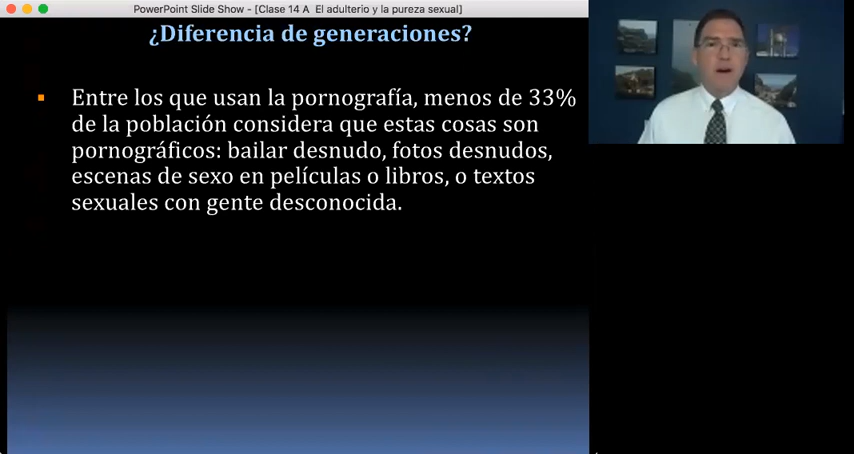 PowerPoint Slide Show - [Clase 14 A El adulterio y la pureza sexual]
¿Diferencia de generaciones?
Entre los que usan la pornografía, menos de 33%
de la población considera que estas cosas son
pornográficos: bailar desnudo, fotos desnudos,
escenas de sexo en películas o libros, o textos
sexuales con gente desconocida.